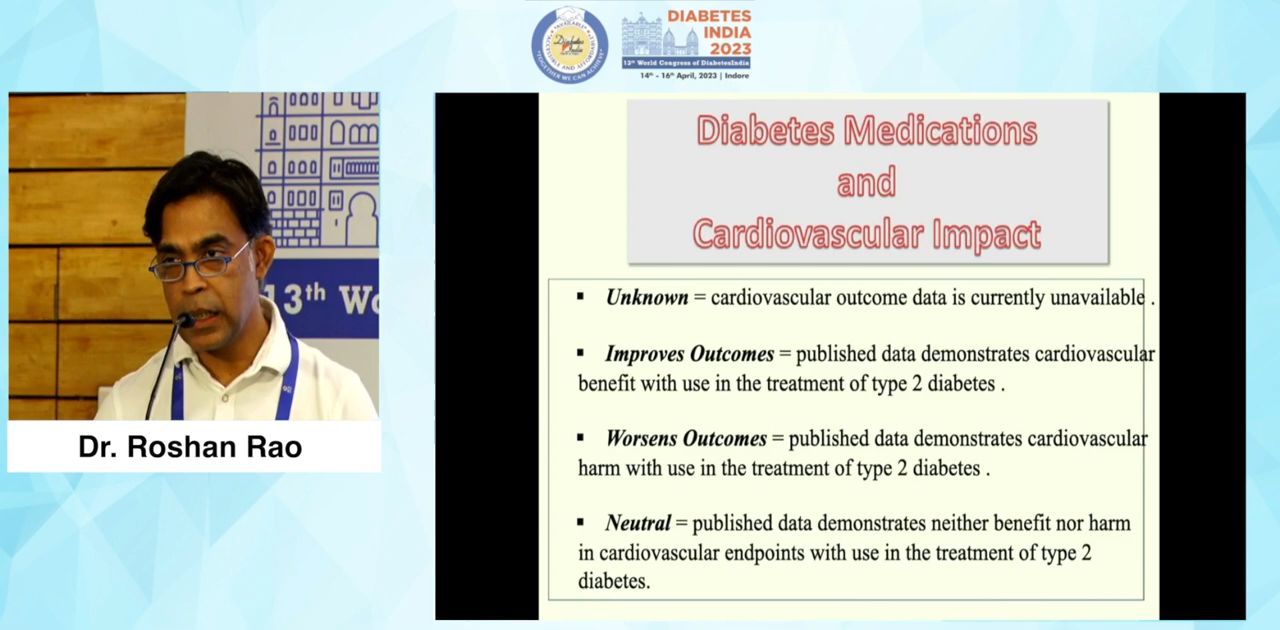 DIABETES
INDIA
2023
13th World Congress of DiabetesIndia
14th - 16th April, 2023 | Indore
13th Wo
Dr. Roshan Rao
Diabetes Medications
and
Cardiovascular Impact
▪ Unknown = cardiovascular outcome data is currently unavailable .
▪ Improves Outcomes = published data demonstrates cardiovascular
benefit with use in the treatment of type 2 diabetes .
▪ Worsens Outcomes = published data demonstrates cardiovascular
harm with use in the treatment of type 2 diabetes .
▪ Neutral = published data demonstrates neither benefit nor harm
in cardiovascular endpoints with use in the treatment of type 2
diabetes.